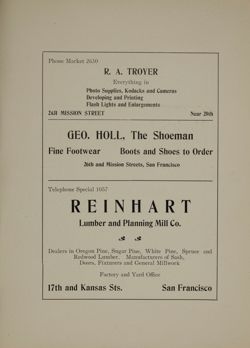 Phone Market 2650
R. A. TROYER
Everything in
Photo Supplies, Kodacks and Cameras
Developing and Printing
Flash Lights and Enlargements
2431 MISSION STREET Near 20th
GEO. HOLL, The Shoeman
Fine Footwear Boots and Shoes to Order
26th and Mission Streets, San Francisco
Telephone Special 1057
REINHART
Lumber and Planning Mill Co.
Dealers in Oregon Pine, Sugar Pine, White Pine, Spruce and
Redwood Lumber. Manufacturers of Sash,
Doors, Fixturers and General Millwork
Factory and Yard Office
17th and Kansas Sts. San Francisco